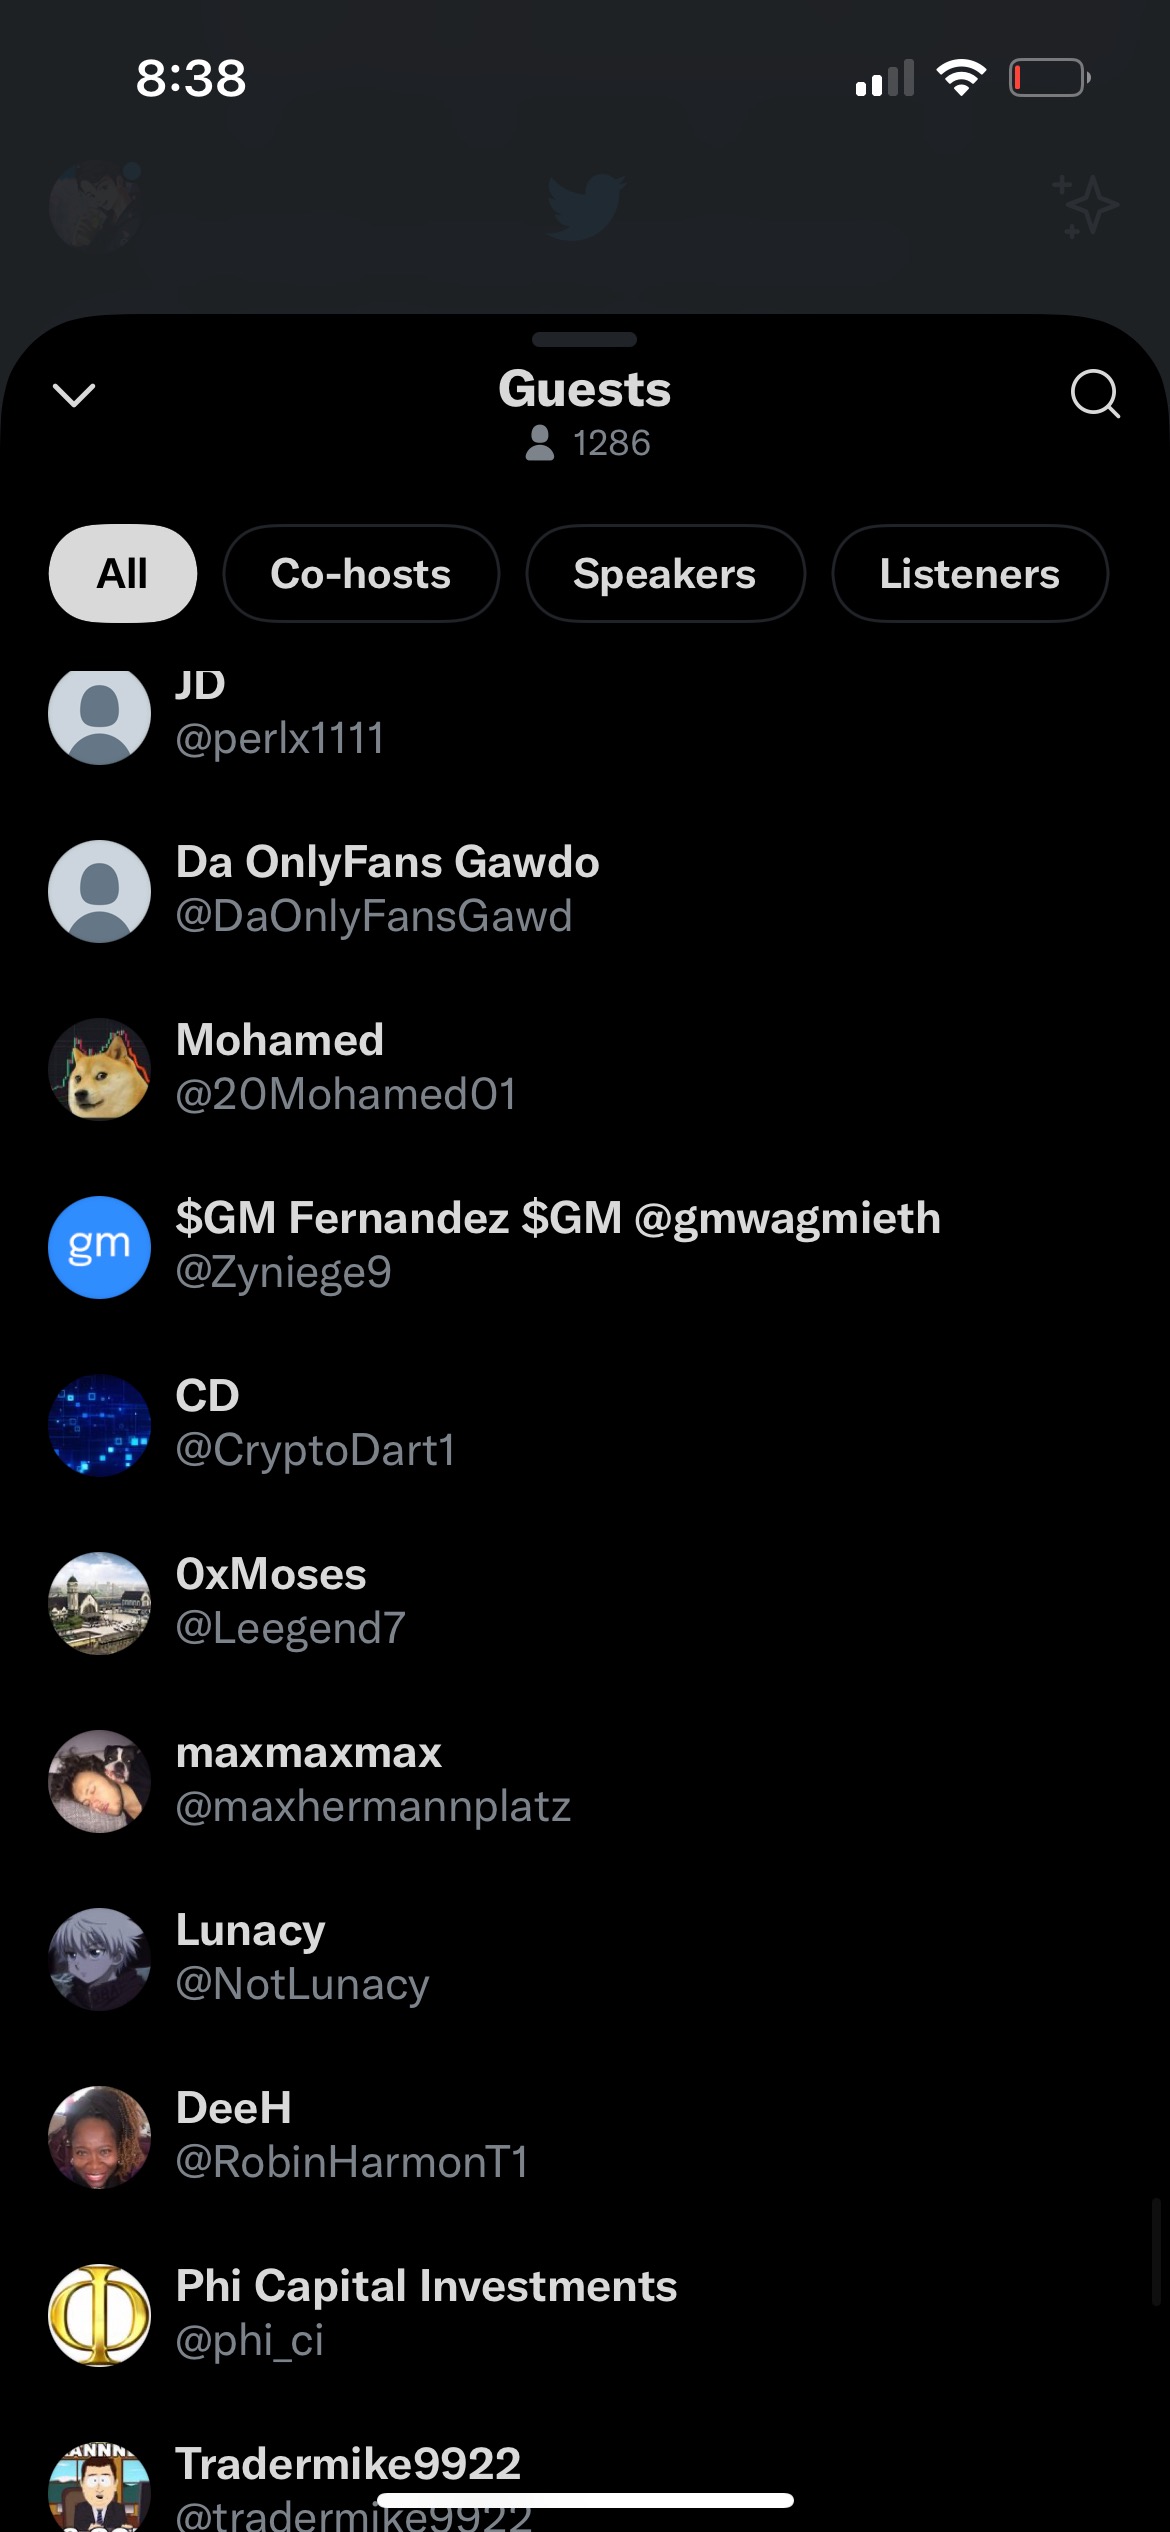 8:38
Guests
1286
All
Co-hosts
Speakers
Listeners
JD
@perlx1111
Da OnlyFans Gawdo
@DaOnlyFansGawd
Mohamed
@20Mohamed01
gm
$GM Fernandez $GM @gmwagmieth
@Zyniege9
CD
@CryptoDart1
0xMoses
@Leegend7
maxmaxmax
@maxhermannplatz
Lunacy
@NotLunacy
DeeH
@RobinHarmonT1
Phi Capital Investments
@phi_ci
Tradermike9922
@tradermike9922